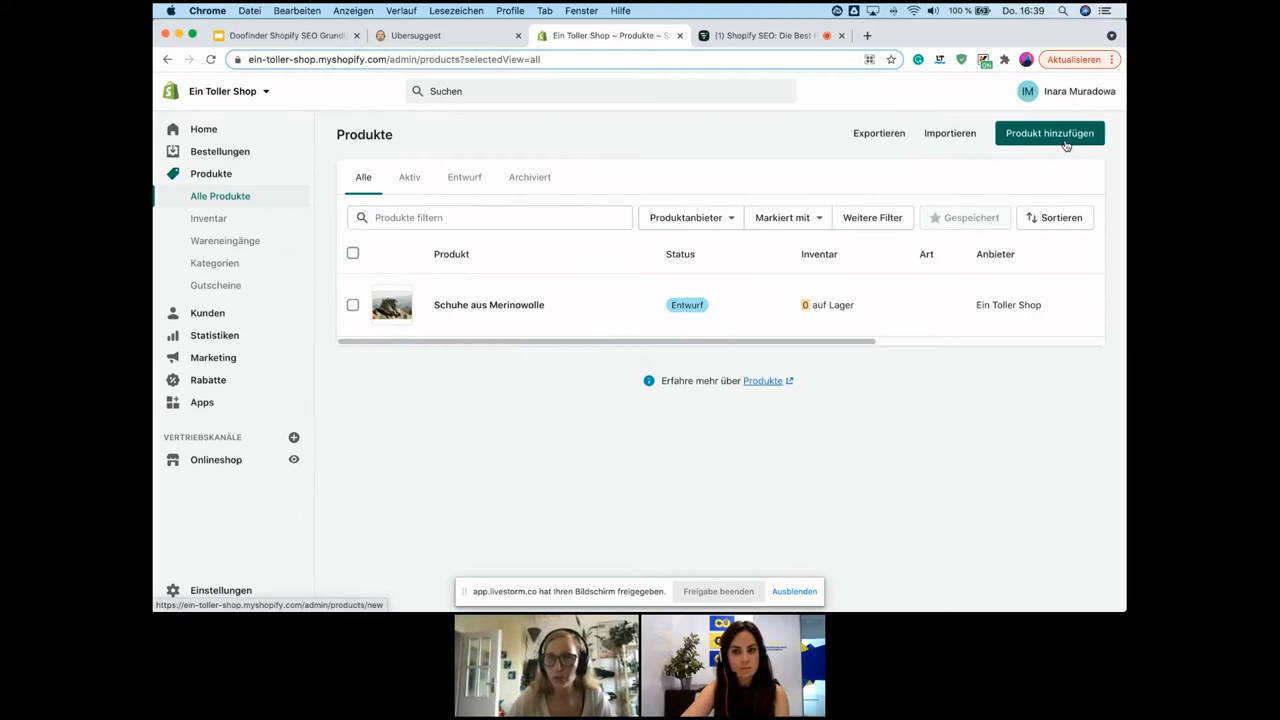 Chrome Datei Bearbeiten Anzeigen Verlauf Lesezeichen Profile Tab Fenster Hilfe 100 % Do. 16:39
Doofinder Shopify SEO Grundl Ubersuggest Ein Toller Shop ~ Produkte ~ S (1) Shopify SEO: Die Best
ein-toller-shop.myshopify.com/admin/products?selectedView=all Aktualisieren
Ein Toller Shop Suchen IM Inara Muradowa
Home
Bestellungen
Produkte
Alle Produkte
Inventar
Wareneingänge
Kategorien
Gutscheine
Kunden
Statistiken
Marketing
Rabatte
Apps
VERTRIEBSKANÄLE
Onlineshop
Einstellungen
Produkte Exportieren Importieren Produkt hinzufügen
Alle Aktiv Entwurf Archiviert
Produkte filtern Produktanbieter Markiert mit Weitere Filter Gespeichert Sortieren
Produkt Status Inventar Art Anbieter
Schuhe aus Merinowolle Entwurf 0 auf Lager Ein Toller Shop
Erfahre mehr über Produkte
app.livestorm.co hat Ihren Bildschirm freigegeben. Freigabe beenden Ausblenden
https://ein-toller-shop.myshopify.com/admin/products/new